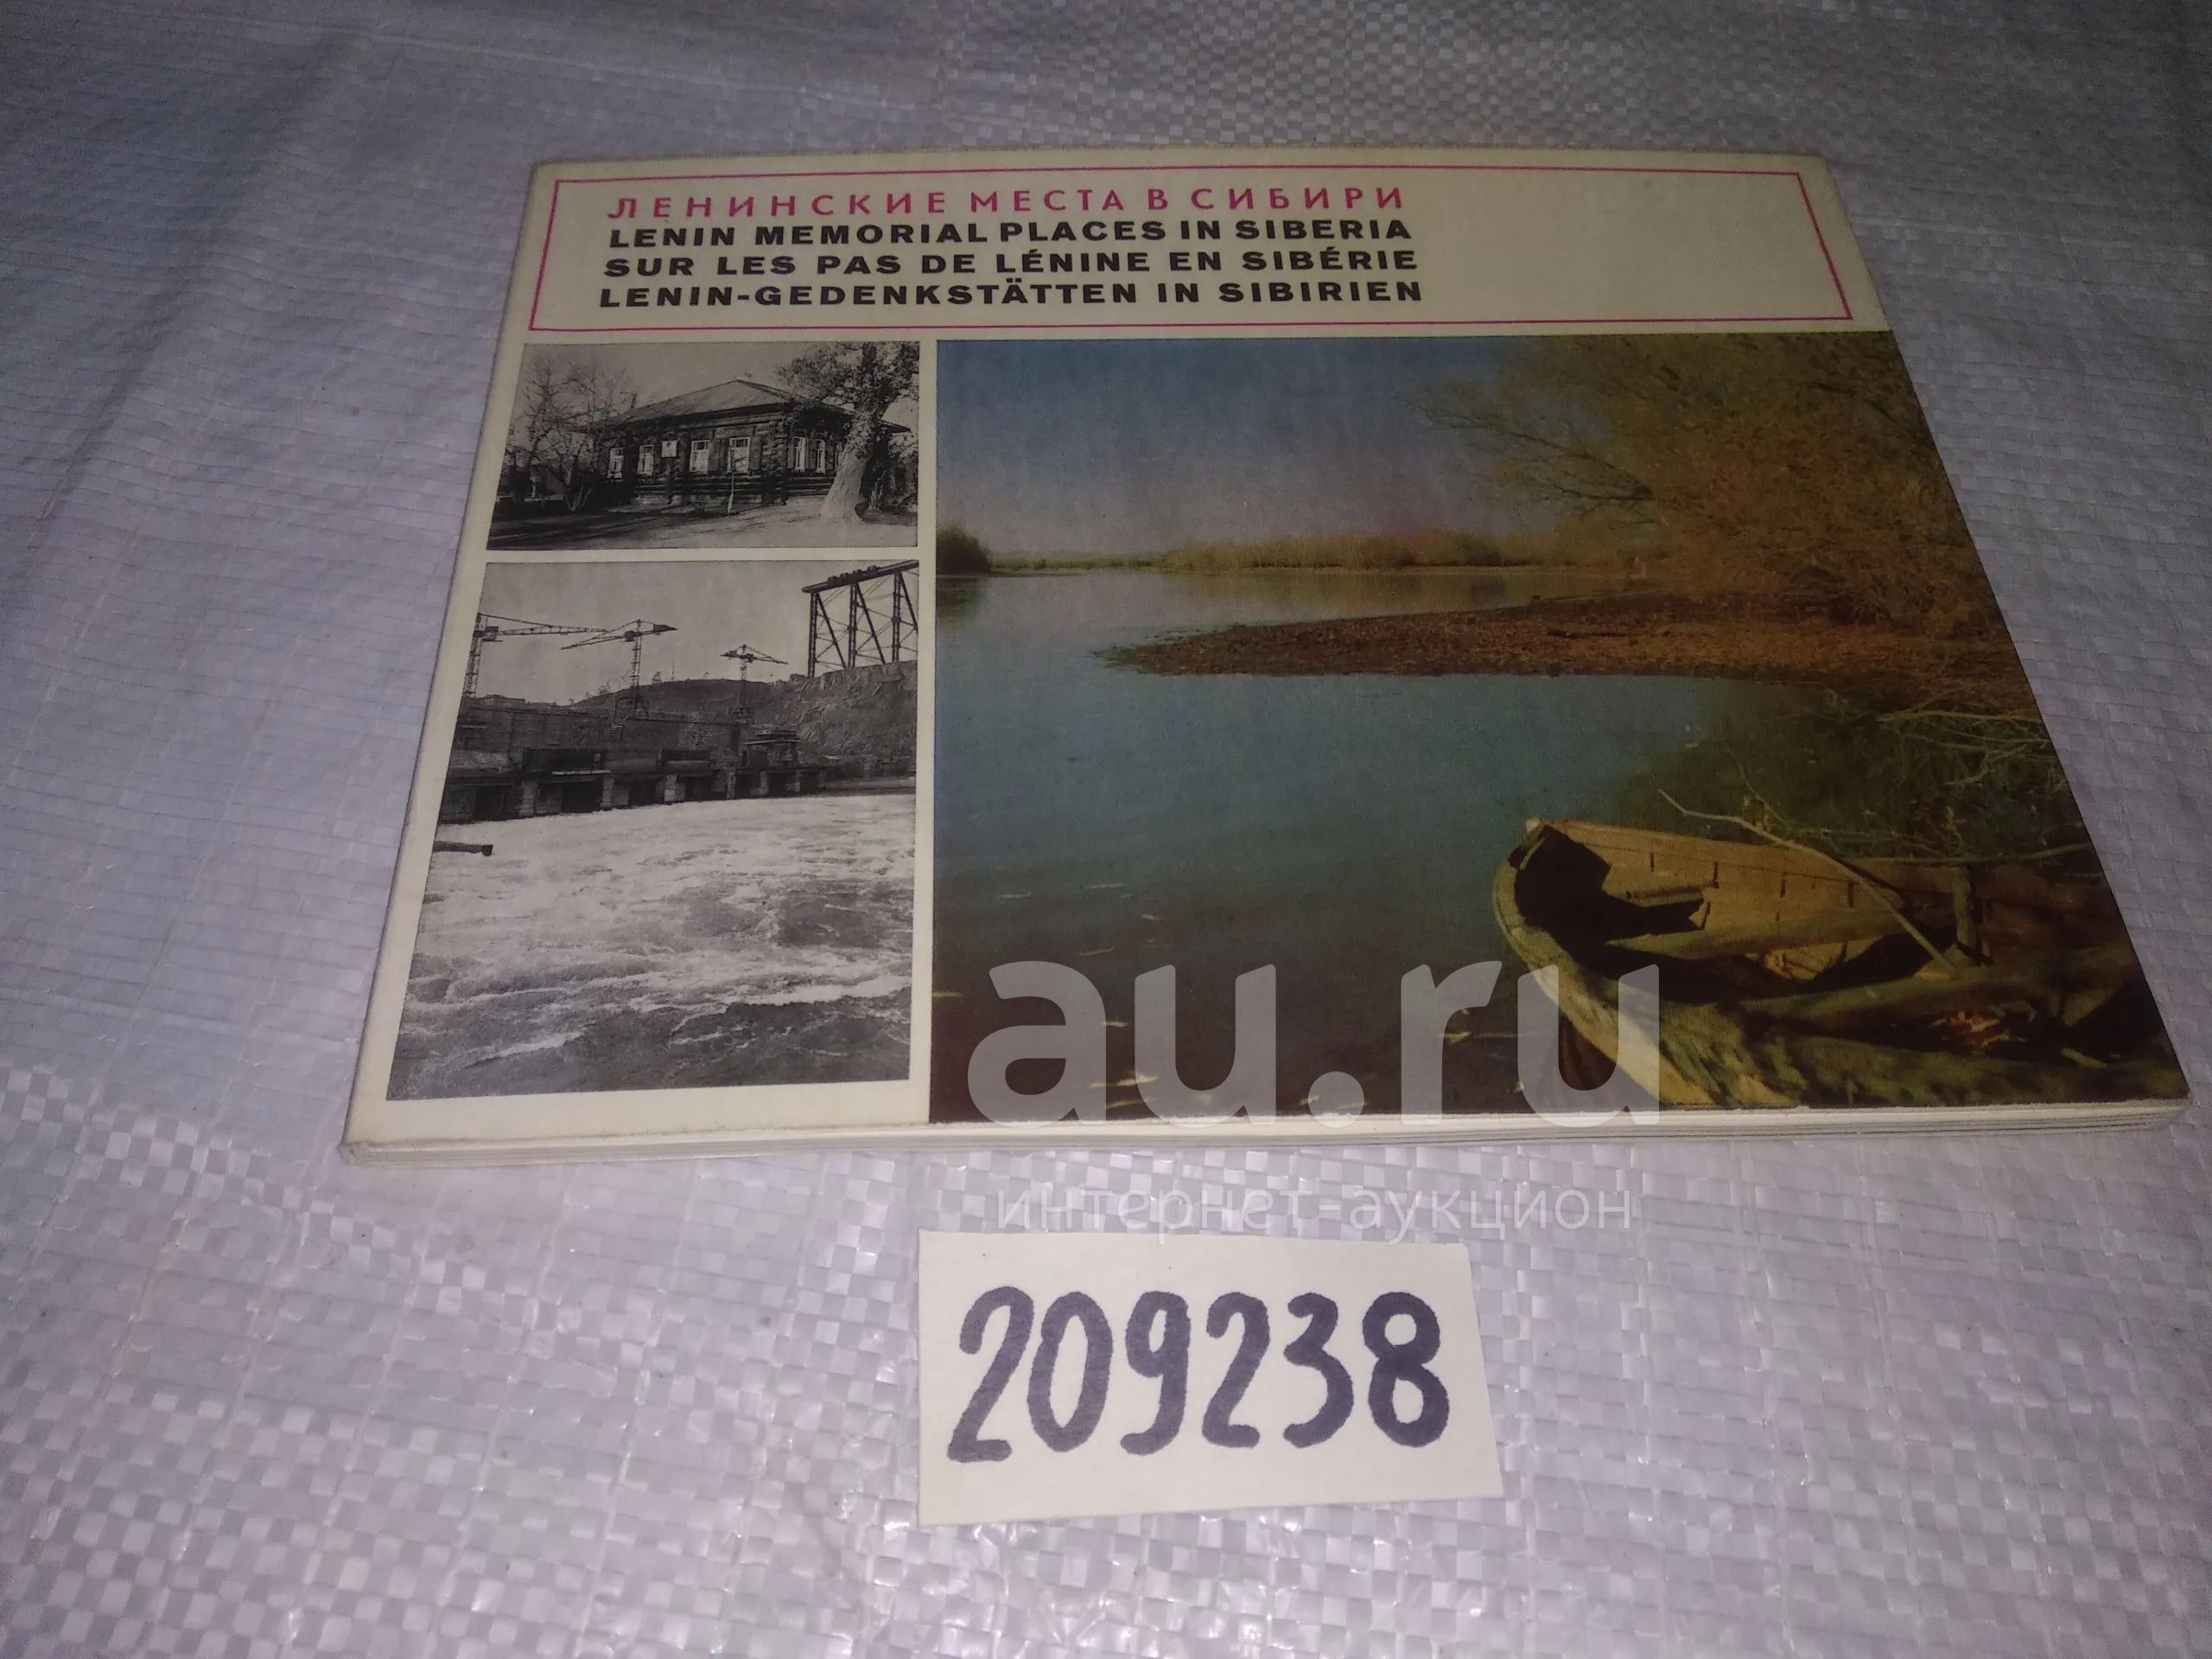 ЛЕНИНСКИЕ МЕСТА В СИБИРИ
LENIN MEMORIAL PLACES IN SIBERIA
SUR LES PAS DE LÉNINE EN SIBÉRIE
LENIN-GEDENKSTÄTTEN IN SIBIRIEN
au.ru
интернет-аукцион
209238